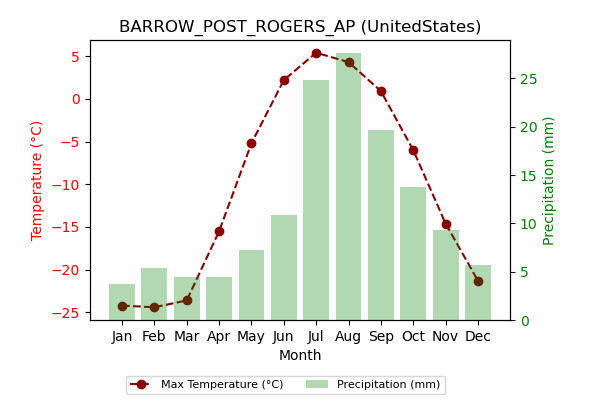 BARROW_POST_ROGERS_AP (UnitedStates)
5
0
−5
−10
−15
−20
−25
Temperature (°C)
25
20
15
10
5
0
Precipitation (mm)
Jan Feb Mar Apr May Jun Jul Aug Sep Oct Nov Dec
Month
Max Temperature (°C) Precipitation (mm)